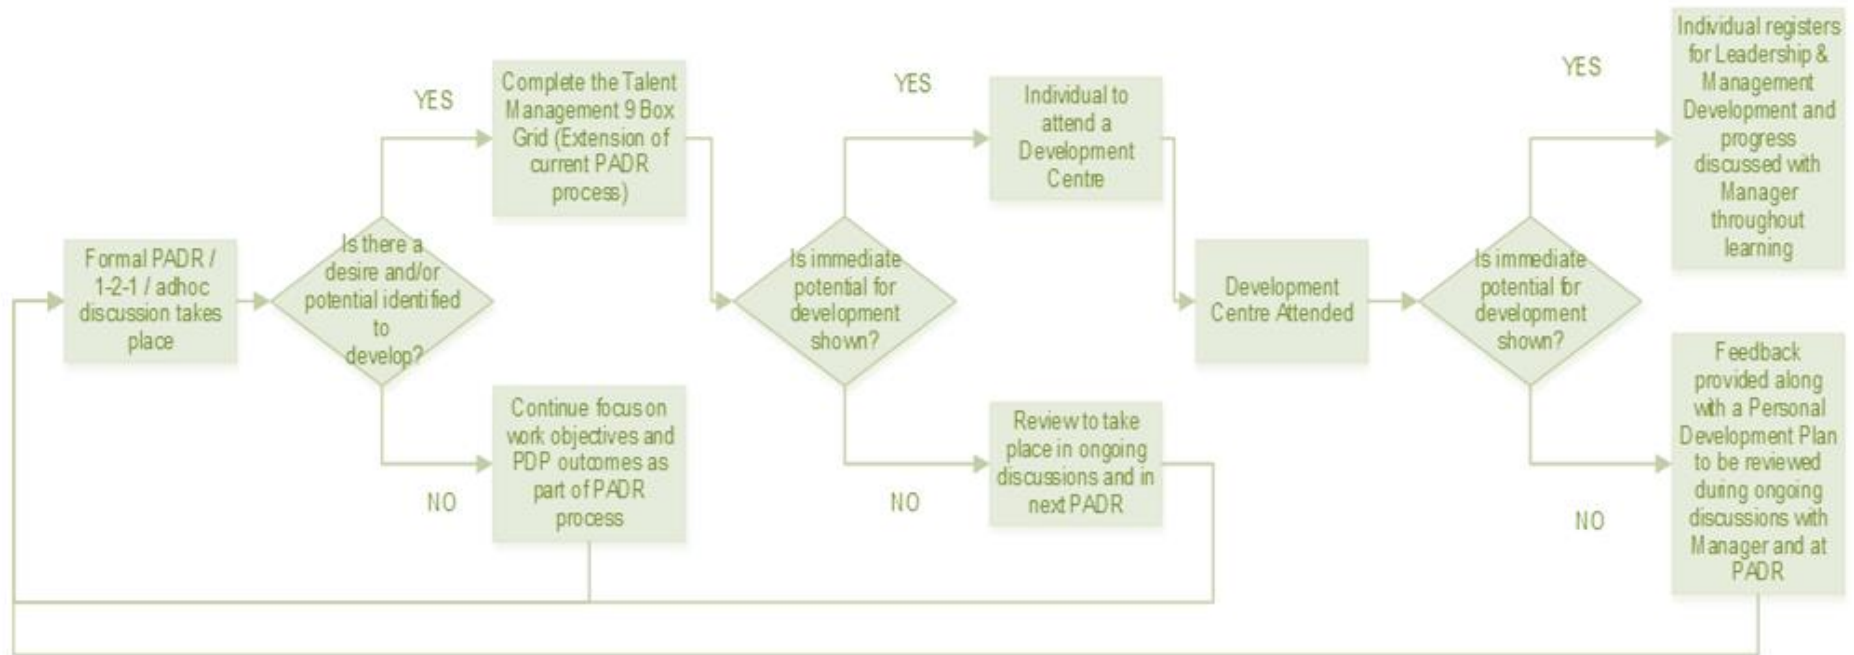 Formal PADR /
1-2-1 / adhoc
discussion takes
place
Is there a
desire and/or
potential identified
to
develop?
YES
Complete the Talent
Management 9 Box
Grid (Extension of
current PADR
process)
NO
Continue focus on
work objectives and
PDP outcomes as
part of PADR
process
Is immediate
potential for
development
shown?
YES
Individual to
attend a
Development
Centre
NO
Review to take
place in ongoing
discussions and in
next PADR
Development
Centre Attended
Is immediate
potential for
development
shown?
YES
Individual registers
for Leadership &
Management
Development and
progress
discussed with
Manager
throughout
learning
NO
Feedback
provided along
with a Personal
Development Plan
to be reviewed
during ongoing
discussions with
Manager and at
PADR